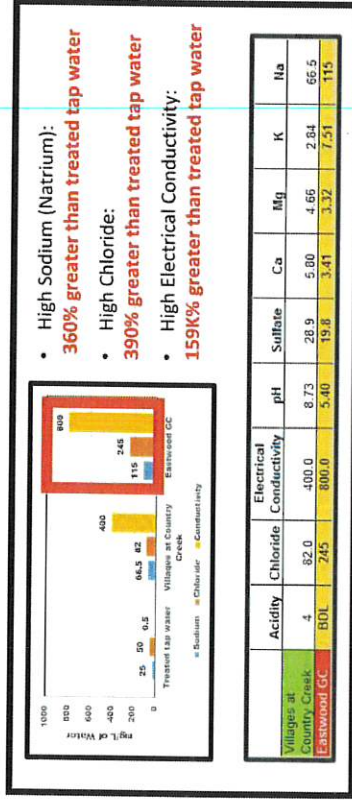 1000
800
600
400
200
0
mg/L of Water
25
50
0.5
66.5
82
400
115
245
800
Treated tap water
Villages at Country
Creek
Eastwood GC
Sodium
Chloride
Conductivity
• High Sodium (Natrium):
360% greater than treated tap water
• High Chloride:
390% greater than treated tap water
• High Electrical Conductivity:
159K% greater than treated tap water
Acidity Chloride Electrical Conductivity pH Sulfate Ca Mg K Na
Villages at
Country Creek 4 82.0 400.0 8.73 28.9 5.80 4.66 2.84 66.5
Eastwood GC BDL 245 800.0 5.40 19.8 3.41 3.32 7.51 115